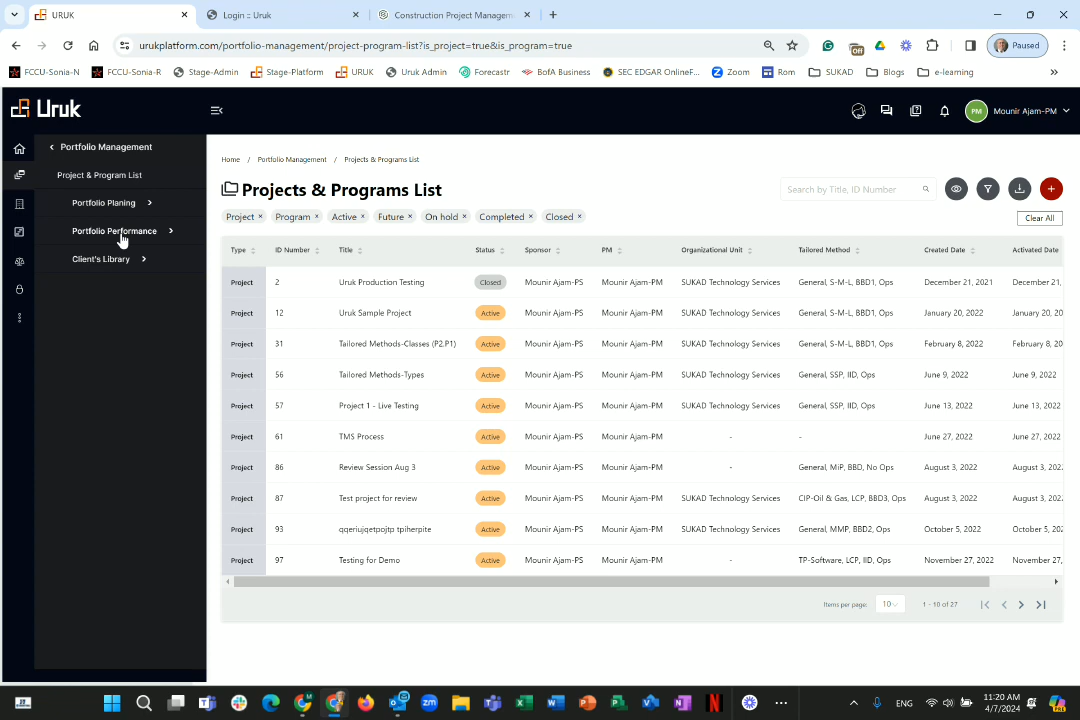 URUK
Login :: Uruk
Construction Project Managem
urukplatform.com/portfolio-management/project-program-list?is_project=true&is_program=true
Off
Paused
FCCU-Sonia-N
FCCU-Sonia-R
Stage-Admin
Stage-Platform
URUK
Uruk Admin
Forecastr
BofA Business
SEC EDGAR OnlineF...
Zoom
Rom
SUKAD
Blogs
e-learning
Uruk
PM
Mounir Ajam-PM
Portfolio Management
Project & Program List
Portfolio Planing
Portfolio Performance
Client's Library
Home / Portfolio Management / Projects & Programs List
Projects & Programs List
Search by Title, ID Number
Project × Program × Active × Future × On hold × Completed × Closed ×
Clear All
Type ID Number Title Status Sponsor PM Organizational Unit Tailored Method Created Date Activated Date
Project 2 Uruk Production Testing Closed Mounir Ajam-PS Mounir Ajam-PM SUKAD Technology Services General, S-M-L, BBD1, Ops December 21, 2021 December 21,
Project 12 Uruk Sample Project Active Mounir Ajam-PS Mounir Ajam-PM SUKAD Technology Services General, S-M-L, BBD1, Ops January 20, 2022 January 20, 20
Project 31 Tailored Methods-Classes (P2.P1) Active Mounir Ajam-PS Mounir Ajam-PM SUKAD Technology Services General, S-M-L, BBD1, Ops February 8, 2022 February 8, 20
Project 56 Tailored Methods-Types Active Mounir Ajam-PS Mounir Ajam-PM SUKAD Technology Services General, SSP, IID, Ops June 9, 2022 June 9, 2022
Project 57 Project 1 - Live Testing Active Mounir Ajam-PS Mounir Ajam-PM SUKAD Technology Services General, SSP, IID, Ops June 13, 2022 June 13, 2022
Project 61 TMS Process Active Mounir Ajam-PS Mounir Ajam-PM - - June 27, 2022 June 27, 2022
Project 86 Review Session Aug 3 Active Mounir Ajam-PS Mounir Ajam-PM - General, MiP, BBD, No Ops August 3, 2022 August 3, 202
Project 87 Test project for review Active Mounir Ajam-PS Mounir Ajam-PM SUKAD Technology Services CIP-Oil & Gas, LCP, BBD3, Ops August 3, 2022 August 3, 202
Project 93 qqeriujqetpojtp tpiherpite Active Mounir Ajam-PS Mounir Ajam-PM SUKAD Technology Services General, MMP, BBD2, Ops October 5, 2022 October 5, 202
Project 97 Testing for Demo Active Mounir Ajam-PS Mounir Ajam-PM - TP-Software, LCP, IID, Ops November 27, 2022 November 27,
Items per page: 10 1 - 10 of 27
ENG
11:20 AM
4/7/2024